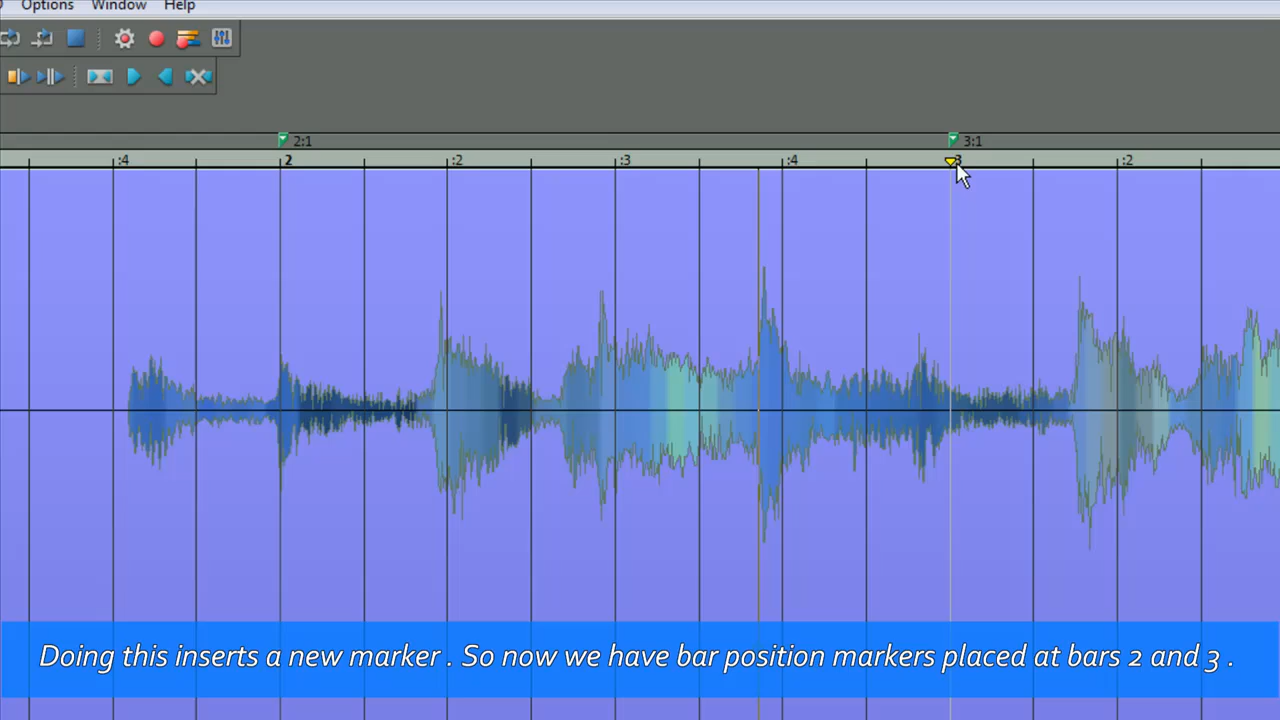 Options Window Help
2:1 3:1
:4 2 :2 :3 :4 3 :2
Doing this inserts a new marker . So now we have bar position markers placed at bars 2 and 3 .